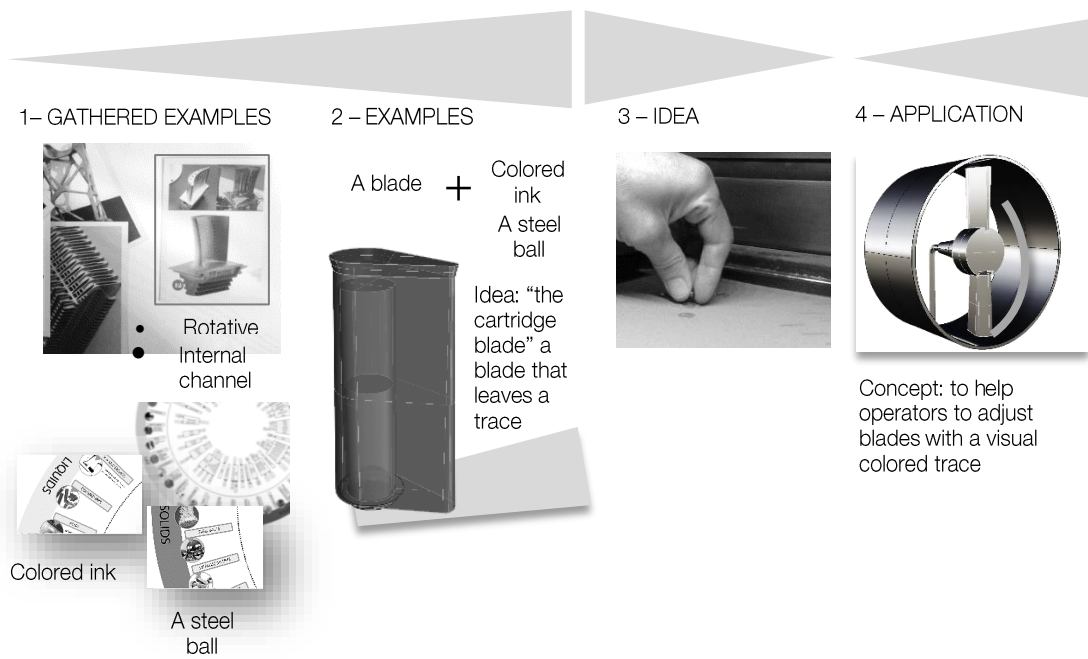 1– GATHERED EXAMPLES
2 – EXAMPLES
3 – IDEA
4 – APPLICATION
Rotative
Internal
channel
LIQUIDS
SOLIDS
Colored ink
A steel
ball
A blade
+
Colored
ink
A steel
ball
Idea: “the
cartridge
blade” a
blade that
leaves a
trace
Concept: to help
operators to adjust
blades with a visual
colored trace